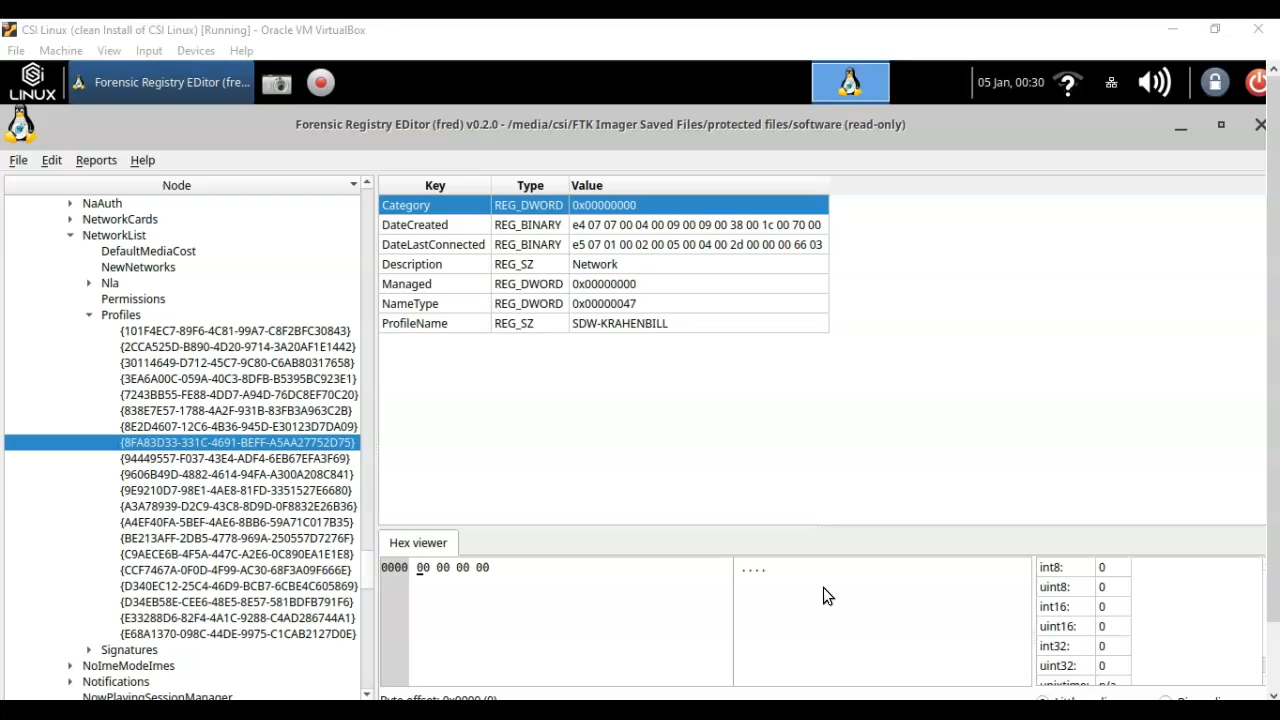 CSI Linux (clean Install of CSI Linux) [Running] - Oracle VM VirtualBox
File Machine View Input Devices Help
SI LINUX Forensic Registry EDitor (fre... 05 Jan, 00:30
Forensic Registry EDitor (fred) v0.2.0 - /media/csi/FTK Imager Saved Files/protected files/software (read-only)
File Edit Reports Help
Node
NaAuth
NetworkCards
NetworkList
DefaultMediaCost
NewNetworks
Nla
Permissions
Profiles
{101F4EC7-89F6-4C81-99A7-C8F2BFC30843}
{2CCA525D-B890-4D20-9714-3A20AF1E1442}
{30114649-D712-45C7-9C80-C6AB80317658}
{3EA6A00C-059A-40C3-8DFB-B5395BC923E1}
{7243BB55-FE88-4DD7-A94D-76DC8EF70C20}
{838E7E57-1788-4A2F-931B-83FB3A963C2B}
{8E2D4607-12C6-4B36-945D-E30123D7DA09}
{8FA83D33-331C-4691-BEFF-A5AA27752D75}
{94449557-F037-43E4-ADF4-6EB67EFA3F69}
{9606B49D-4882-4614-94FA-A300A208C841}
{9E9210D7-98E1-4AE8-81FD-3351527E6680}
{A3A78939-D2C9-43C8-8D9D-0F8832E26B36}
{A4EF40FA-5BEF-4AE6-8BB6-59A71C017B35}
{BE213AFF-2DB5-4778-969A-250557D7276F}
{C9AECE6B-4F5A-447C-A2E6-0C890EA1E1E8}
{CCF7467A-0F0D-4F99-AC30-68F3A09F666E}
{D340EC12-25C4-46D9-BCB7-6CBE4C605869}
{D34EB58E-CEE6-48E5-8E57-581BDFB791F6}
{E33288D6-82F4-4A1C-9288-C4AD286744A1}
{E68A1370-098C-44DE-9975-C1CAB2127D0E}
Signatures
NoImeModeImes
Notifications
NowPlayingSessionManager
Key Type Value
Category REG_DWORD 0x00000000
DateCreated REG_BINARY e4 07 07 00 04 00 09 00 09 00 38 00 1c 00 70 00
DateLastConnected REG_BINARY e5 07 01 00 02 00 05 00 04 00 2d 00 00 00 66 03
Description REG_SZ Network
Managed REG_DWORD 0x00000000
NameType REG_DWORD 0x00000047
ProfileName REG_SZ SDW-KRAHENBILL
Hex viewer
0000 00 00 00 00 ....
int8: 0
uint8: 0
int16: 0
uint16: 0
int32: 0
uint32: 0
unixtime: n/a
Byte offset: 0x0000 (0)